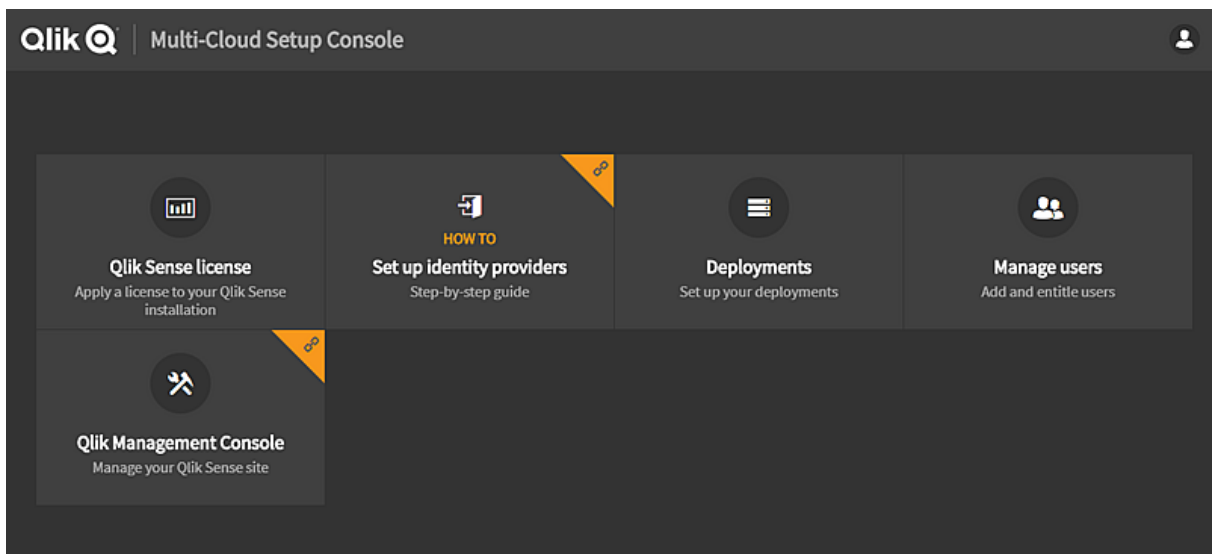 Qlik Multi-Cloud Setup Console
Qlik Sense license
Apply a license to your Qlik Sense
installation
HOW TO
Set up identity providers
Step-by-step guide
Deployments
Set up your deployments
Manage users
Add and entitle users
Qlik Management Console
Manage your Qlik Sense site